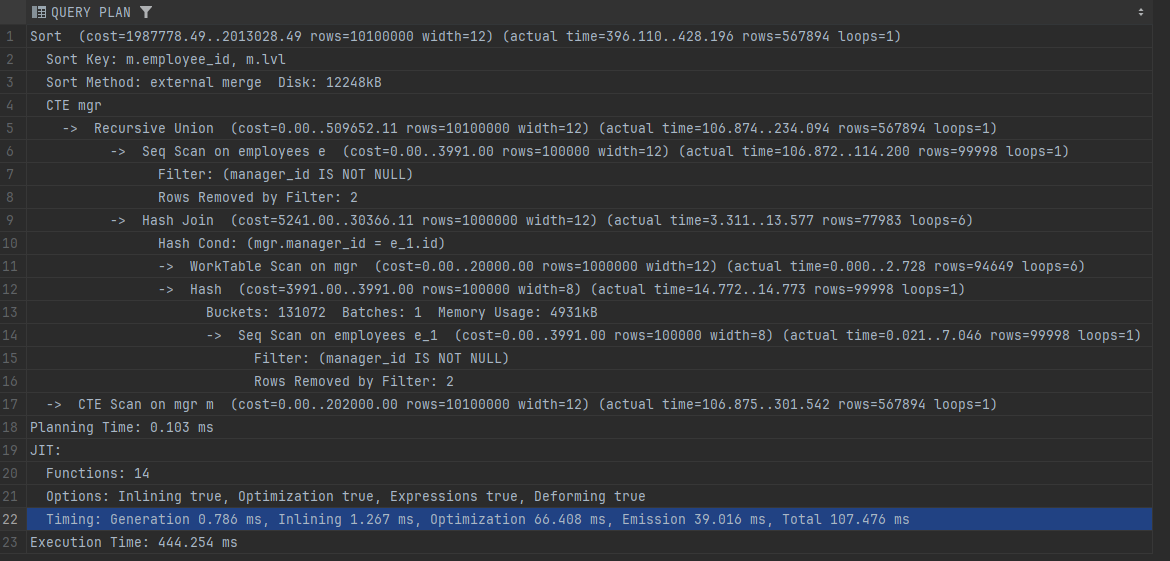 QUERY PLAN
1 Sort  (cost=1987778.49..2013028.49 rows=10100000 width=12) (actual time=396.110..428.196 rows=567894 loops=1)
2   Sort Key: m.employee_id, m.lvl
3   Sort Method: external merge  Disk: 12248kB
4   CTE mgr
5     ->  Recursive Union  (cost=0.00..509652.11 rows=10100000 width=12) (actual time=106.874..234.094 rows=567894 loops=1)
6           ->  Seq Scan on employees e  (cost=0.00..3991.00 rows=100000 width=12) (actual time=106.872..114.200 rows=99998 loops=1)
7                 Filter: (manager_id IS NOT NULL)
8                 Rows Removed by Filter: 2
9           ->  Hash Join  (cost=5241.00..30366.11 rows=1000000 width=12) (actual time=3.311..13.577 rows=77983 loops=6)
10                 Hash Cond: (mgr.manager_id = e_1.id)
11                 ->  WorkTable Scan on mgr  (cost=0.00..20000.00 rows=1000000 width=12) (actual time=0.000..2.728 rows=94649 loops=6)
12                 ->  Hash  (cost=3991.00..3991.00 rows=100000 width=8) (actual time=14.772..14.773 rows=99998 loops=1)
13                       Buckets: 131072  Batches: 1  Memory Usage: 4931kB
14                       ->  Seq Scan on employees e_1  (cost=0.00..3991.00 rows=100000 width=8) (actual time=0.021..7.046 rows=99998 loops=1)
15                             Filter: (manager_id IS NOT NULL)
16                             Rows Removed by Filter: 2
17   ->  CTE Scan on mgr m  (cost=0.00..202000.00 rows=10100000 width=12) (actual time=106.875..301.542 rows=567894 loops=1)
18 Planning Time: 0.103 ms
19 JIT:
20   Functions: 14
21   Options: Inlining true, Optimization true, Expressions true, Deforming true
22   Timing: Generation 0.786 ms, Inlining 1.267 ms, Optimization 66.408 ms, Emission 39.016 ms, Total 107.476 ms
23 Execution Time: 444.254 ms